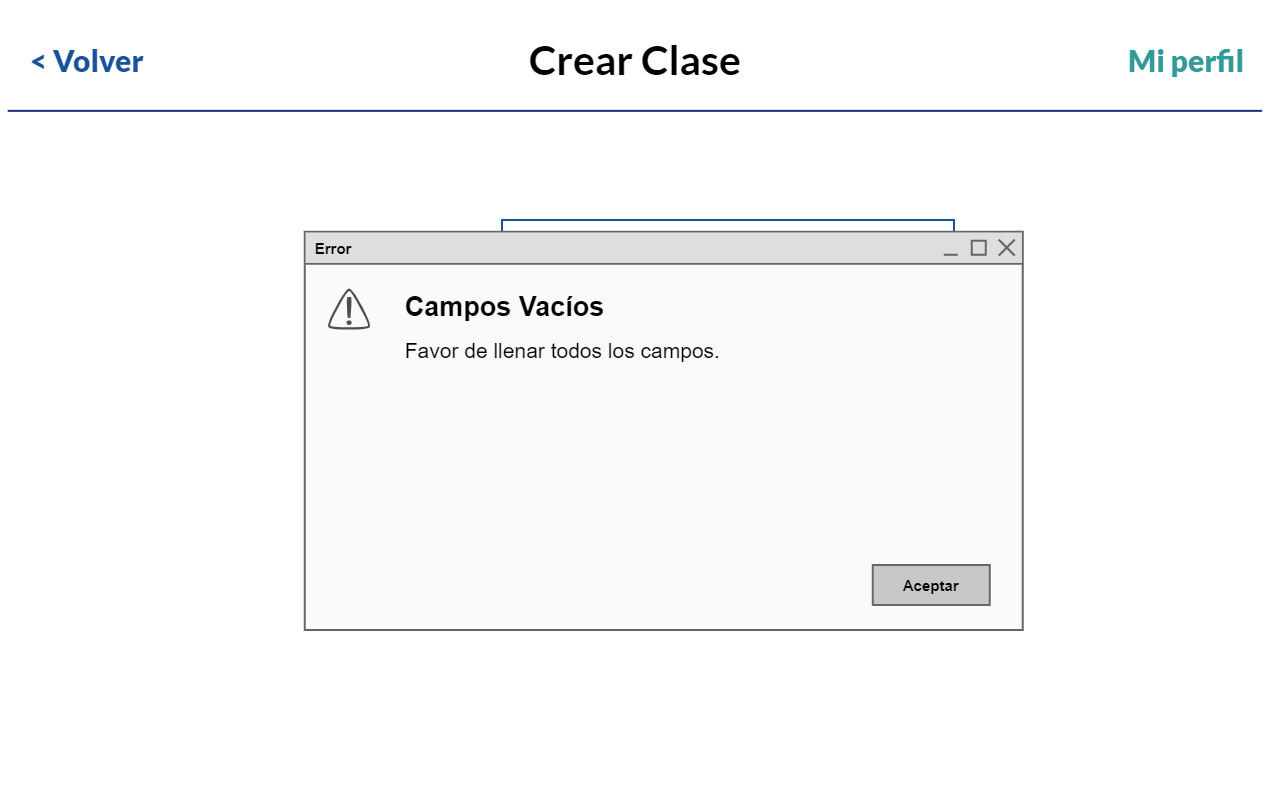 < Volver
Crear Clase
Mi perfil
Error
Campos Vacíos
Favor de llenar todos los campos.
Aceptar